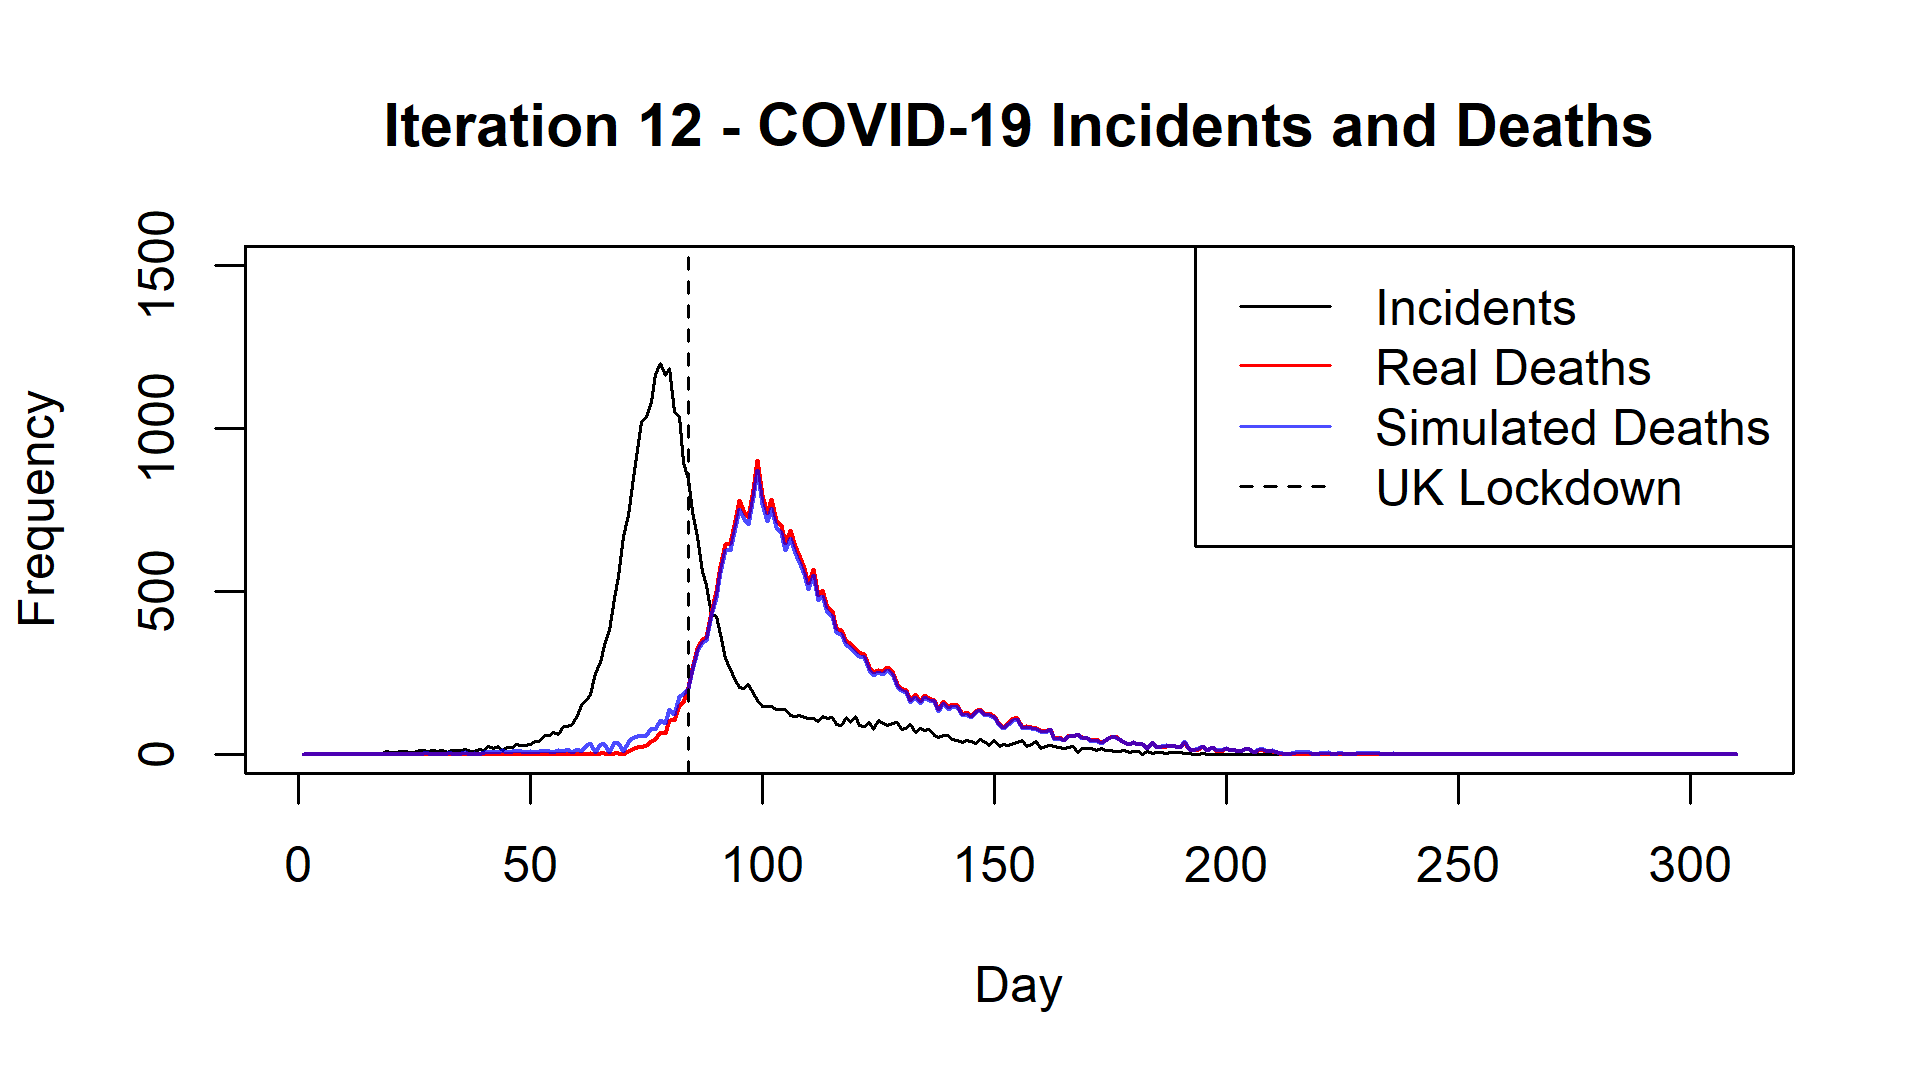 Iteration 12 - COVID-19 Incidents and Deaths
Frequency
1500
1000
500
0
Incidents
Real Deaths
Simulated Deaths
UK Lockdown
0 50 100 150 200 250 300
Day